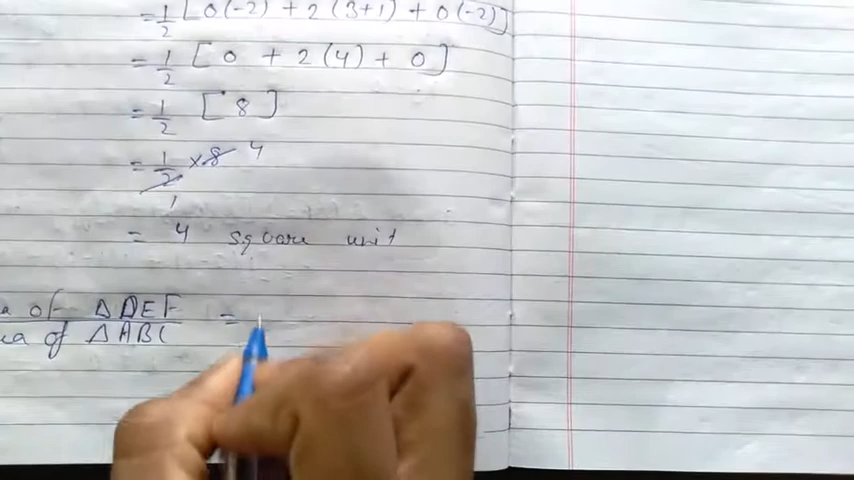 = 1/2 [0(-2) + 2(3+1) + 0(-2)]
= 1/2 [0 + 2(4) + 0]
= 1/2 [8]
= 1/2 × 8 4
1
= 4 square unit
of ΔDEF =
of ΔABC